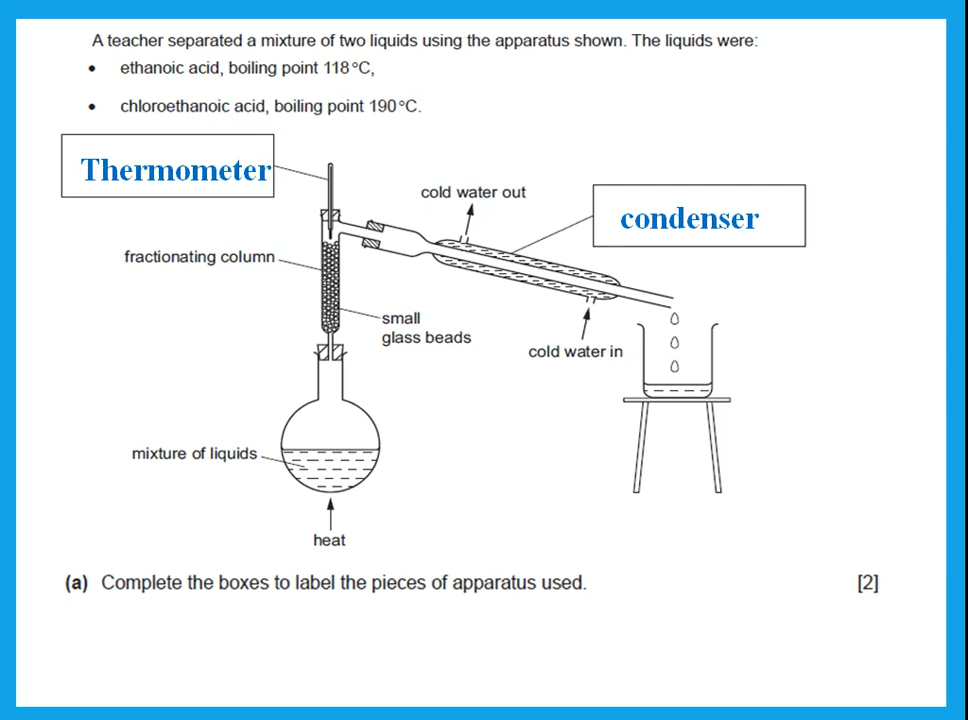 A teacher separated a mixture of two liquids using the apparatus shown. The liquids were:
• ethanoic acid, boiling point 118 °C,
• chloroethanoic acid, boiling point 190 °C.
Thermometer
cold water out
condenser
fractionating column
small
glass beads
cold water in
mixture of liquids
heat
(a) Complete the boxes to label the pieces of apparatus used. [2]